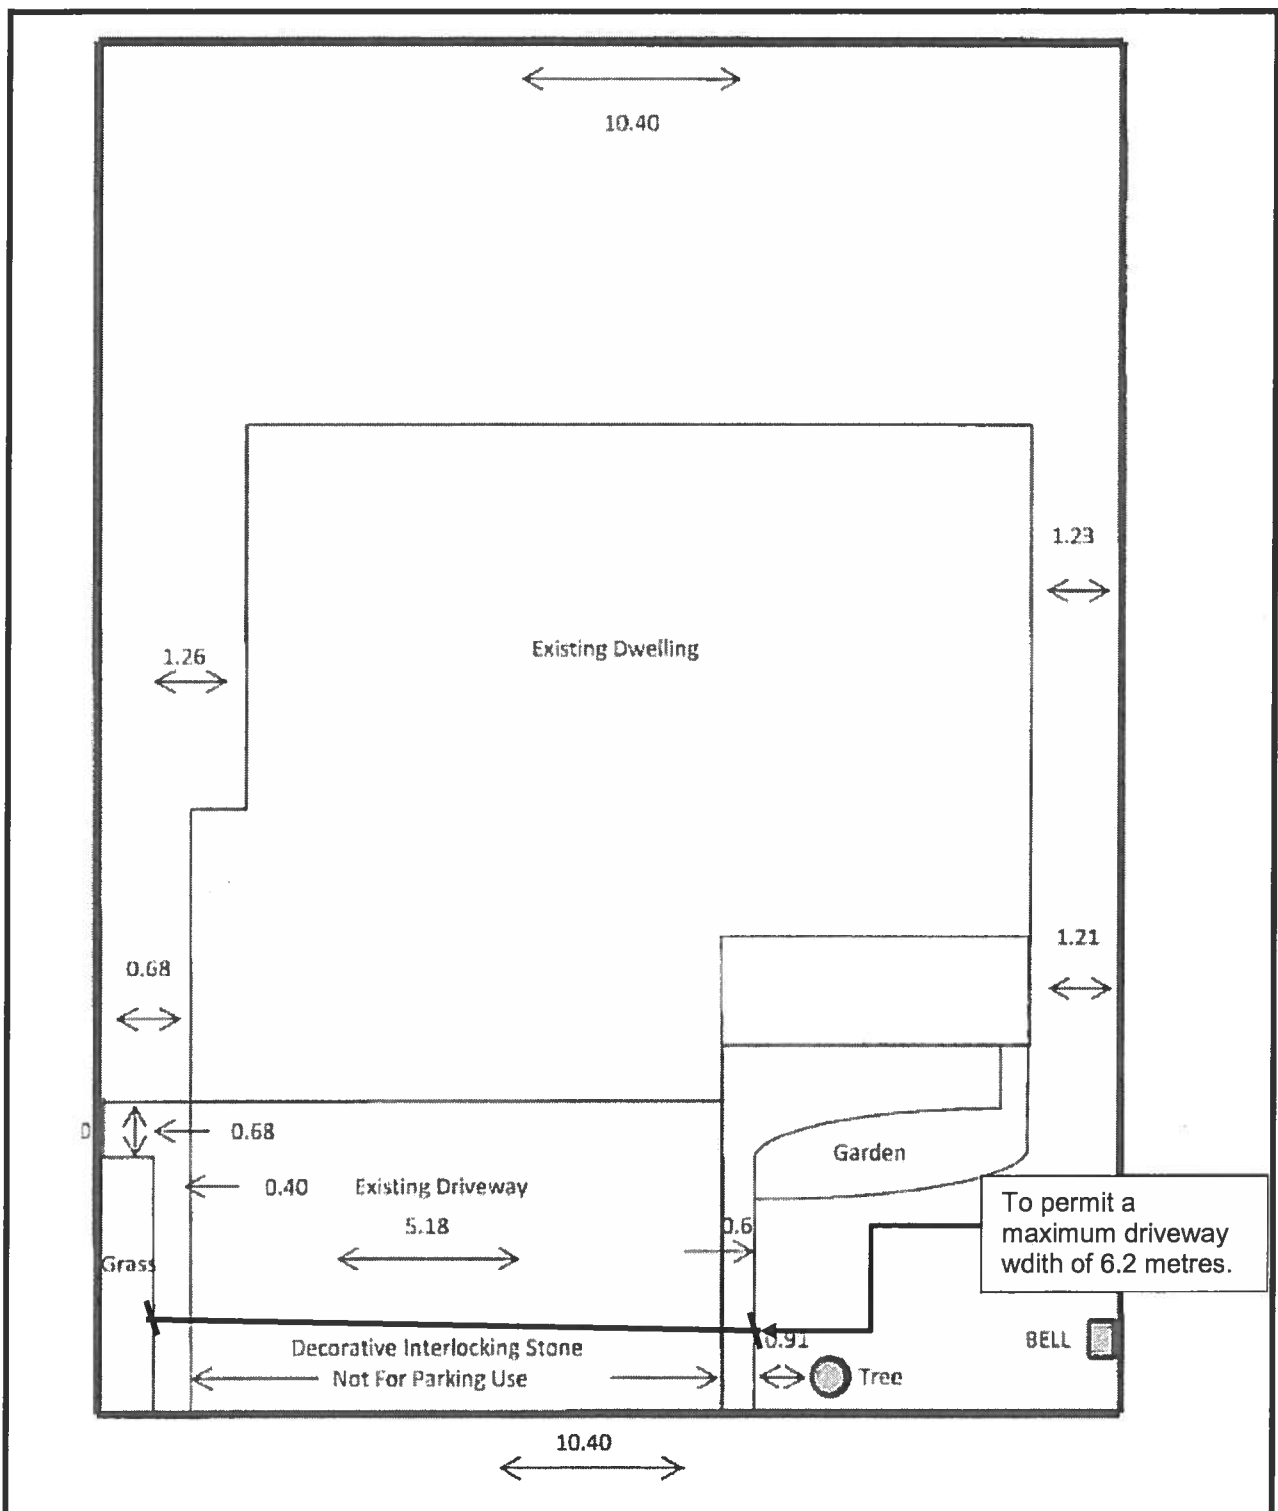 10.40
1.23
Existing Dwelling
1.26
1.21
0.68
0.68
Garden
0.40
Existing Driveway
5.18
0.6
To permit a
maximum driveway
wdith of 6.2 metres.
Grass
0.91
BELL
Decorative Interlocking Stone
Not For Parking Use
Tree
10.40